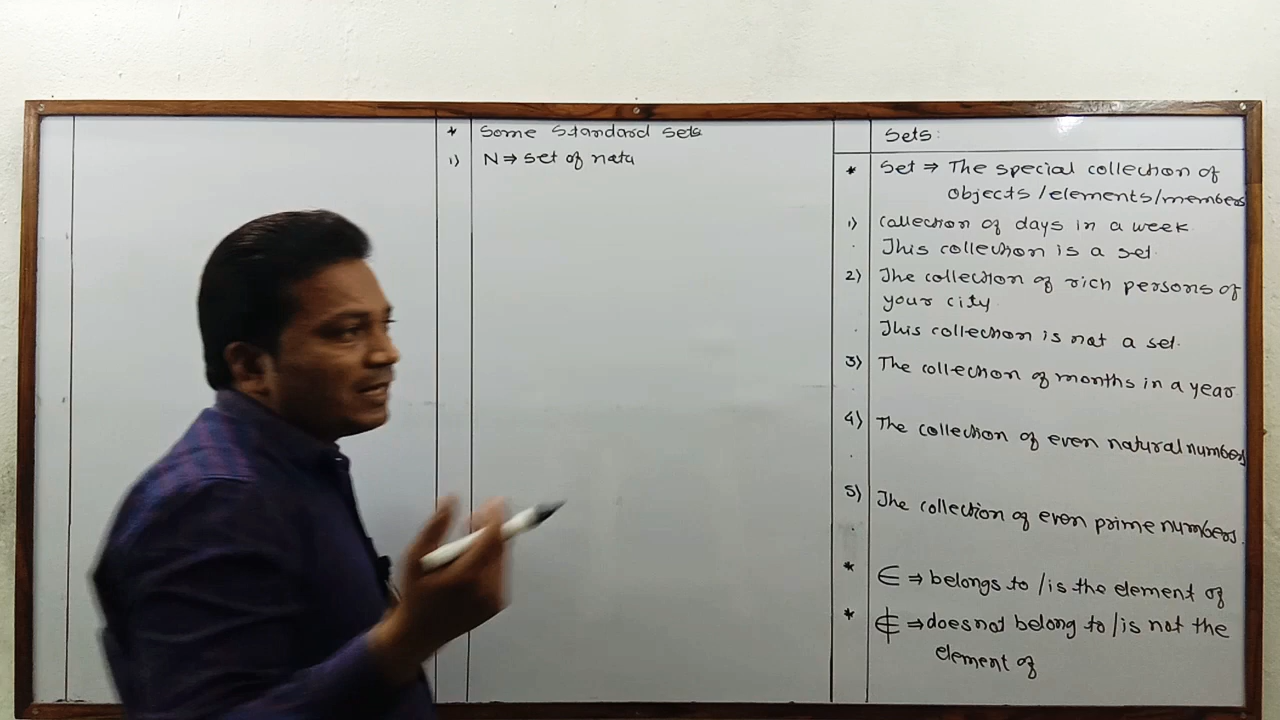 * Some Standard Sets
1) N ⇒ Set of natu
Sets:
* Set ⇒ The special collection of
objects/elements/members
1) Collection of days in a week.
. This collection is a set.
2) The collection of rich persons of
your city.
. This collection is not a set.
3) The collection of months in a year.
.
4) The collection of even natural numbers
.
5) The collection of even prime numbers.
* ∈ ⇒ belongs to/is the element of
* ∉ ⇒ does not belong to/is not the
element of